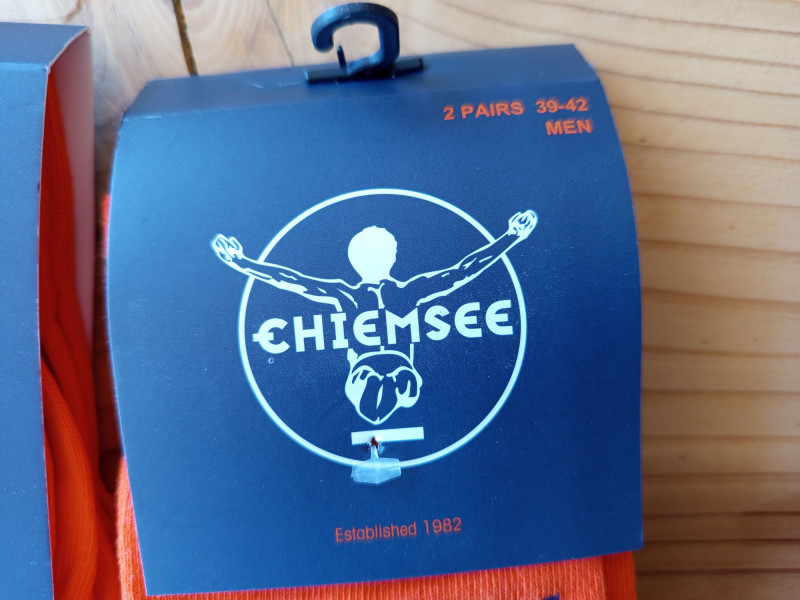 2 PAIRS 39-42
MEN
CHIEMSEE
Established 1982